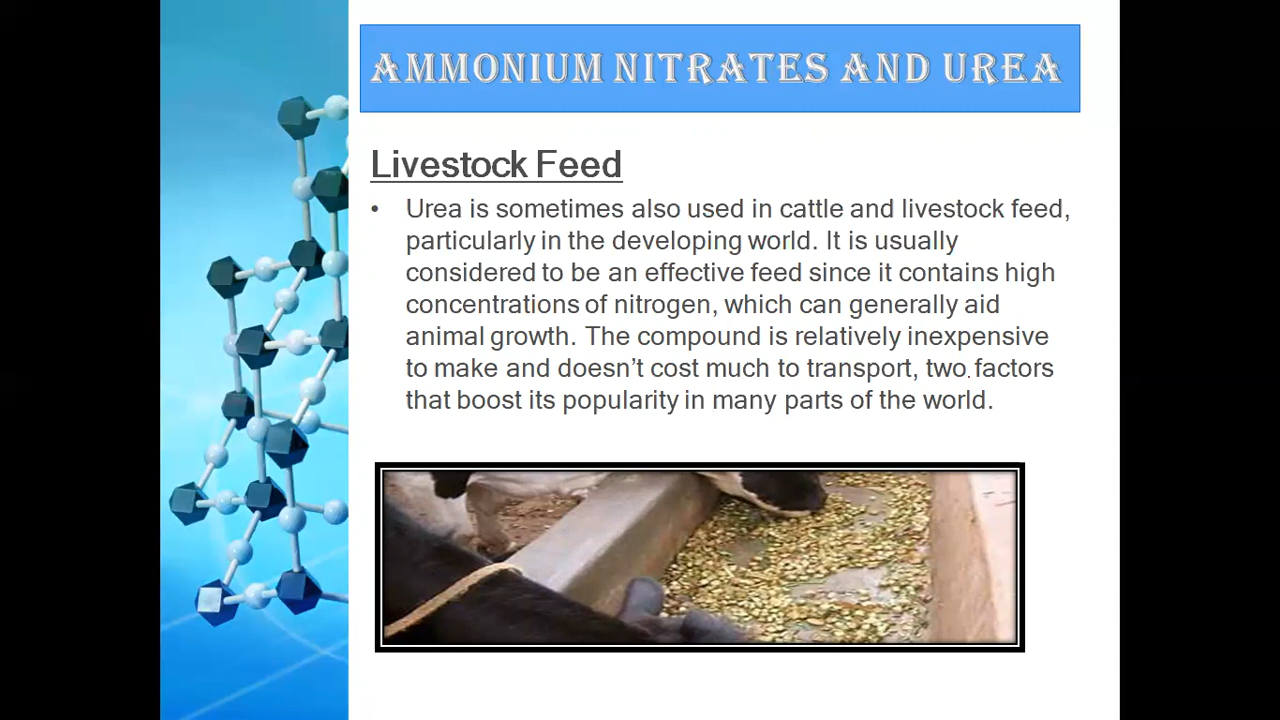 AMMONIUM NITRATES AND UREA
Livestock Feed
• Urea is sometimes also used in cattle and livestock feed,
particularly in the developing world. It is usually
considered to be an effective feed since it contains high
concentrations of nitrogen, which can generally aid
animal growth. The compound is relatively inexpensive
to make and doesn’t cost much to transport, two factors
that boost its popularity in many parts of the world.